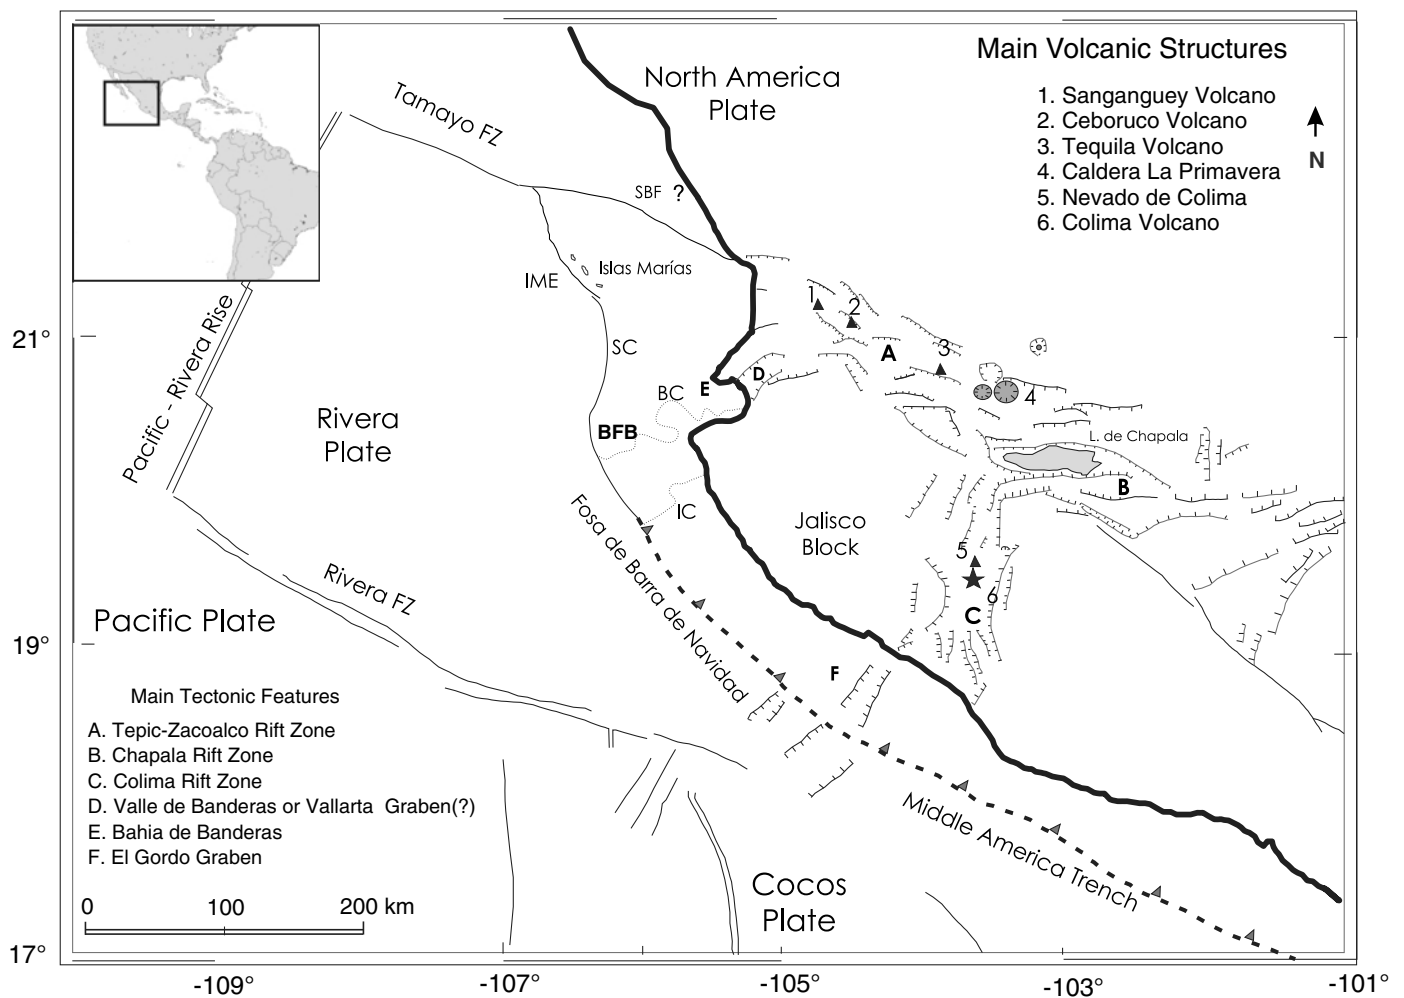 Main Volcanic Structures
1. Sanganguey Volcano
2. Ceboruco Volcano
3. Tequila Volcano
4. Caldera La Primavera
5. Nevado de Colima
6. Colima Volcano
N
North America
Plate
Tamayo FZ
SBF ?
IME
Islas Marías
SC
BC
E
D
BFB
IC
1
2
A
3
4
L. de Chapala
B
5
6
C
F
Jalisco
Block
Pacific - Rivera Rise
Rivera
Plate
Fosa de Barra de Navidad
Rivera FZ
Pacific Plate
Middle America Trench
Cocos
Plate
Main Tectonic Features
A. Tepic-Zacoalco Rift Zone
B. Chapala Rift Zone
C. Colima Rift Zone
D. Valle de Banderas or Vallarta Graben(?)
E. Bahia de Banderas
F. El Gordo Graben
0 100 200 km
21°
19°
17°
-109° -107° -105° -103° -101°